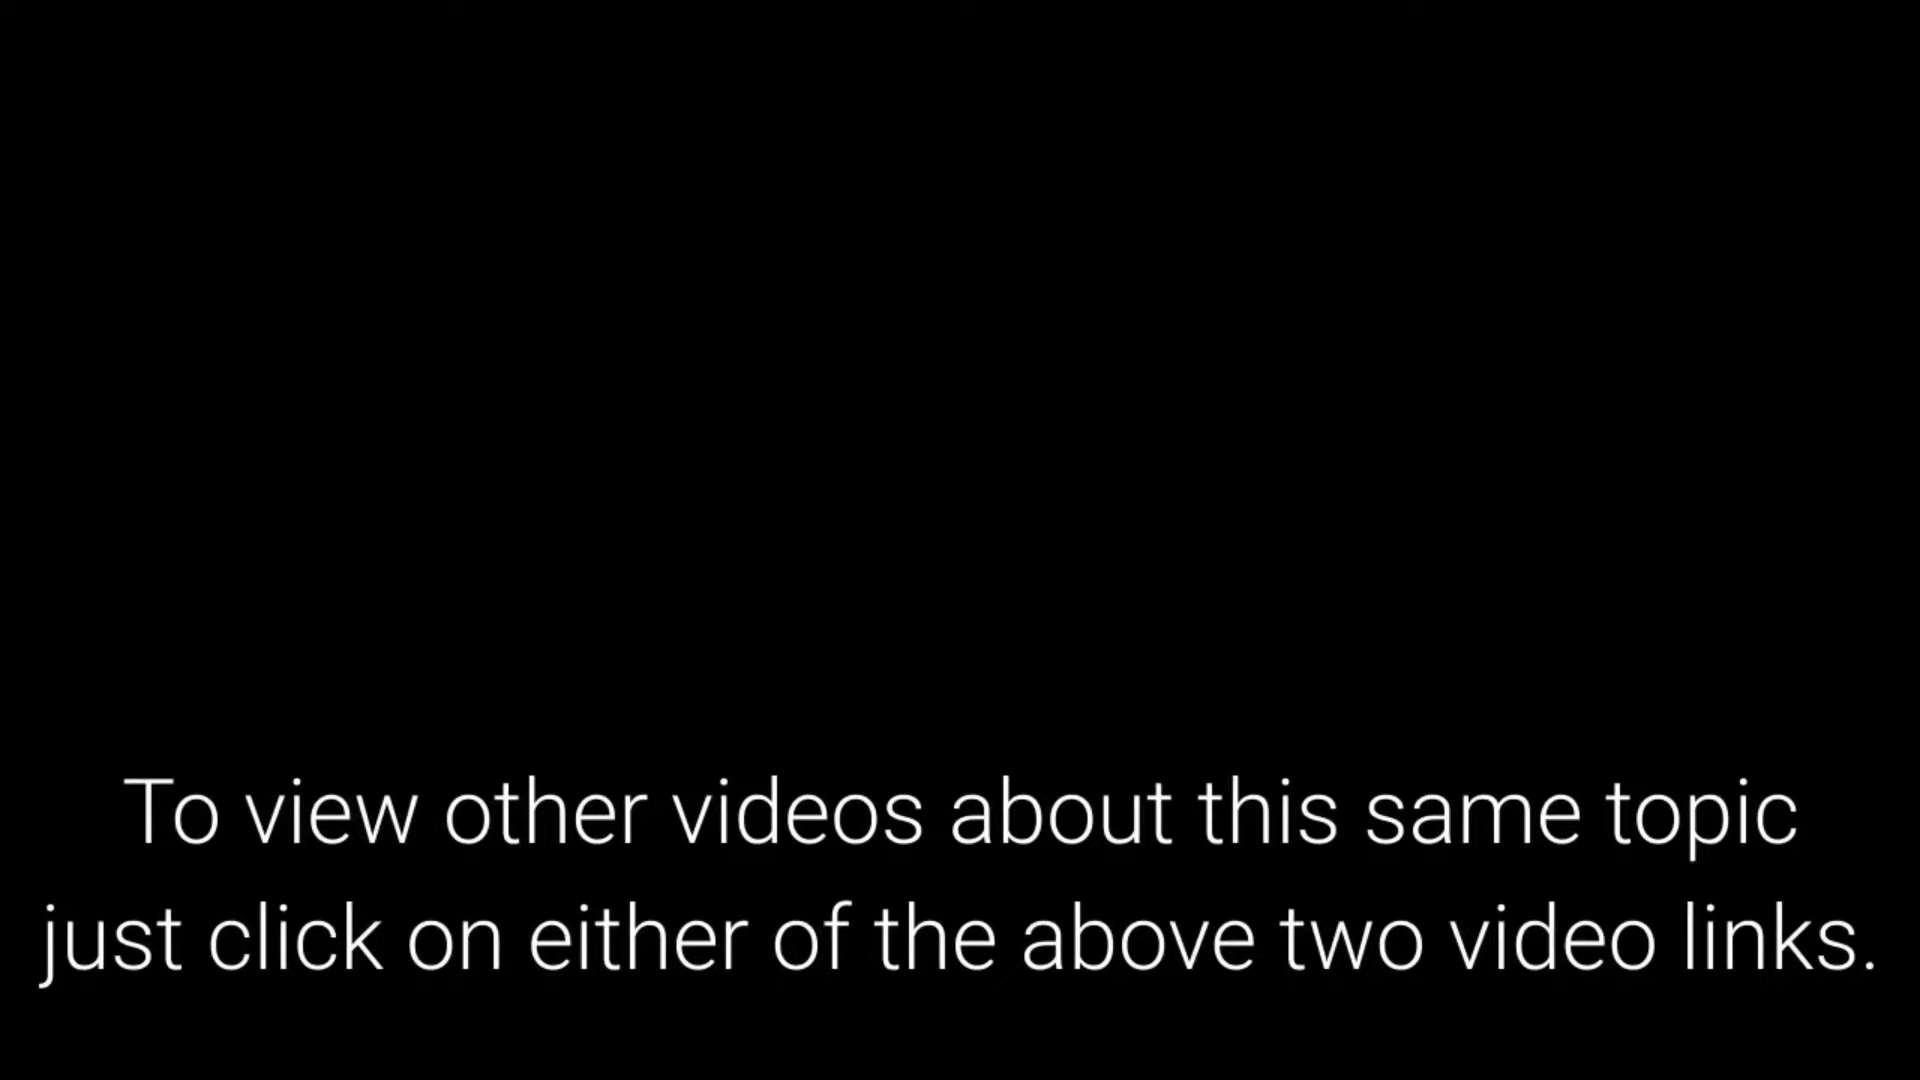 To view other videos about this same topic
just click on either of the above two video links.